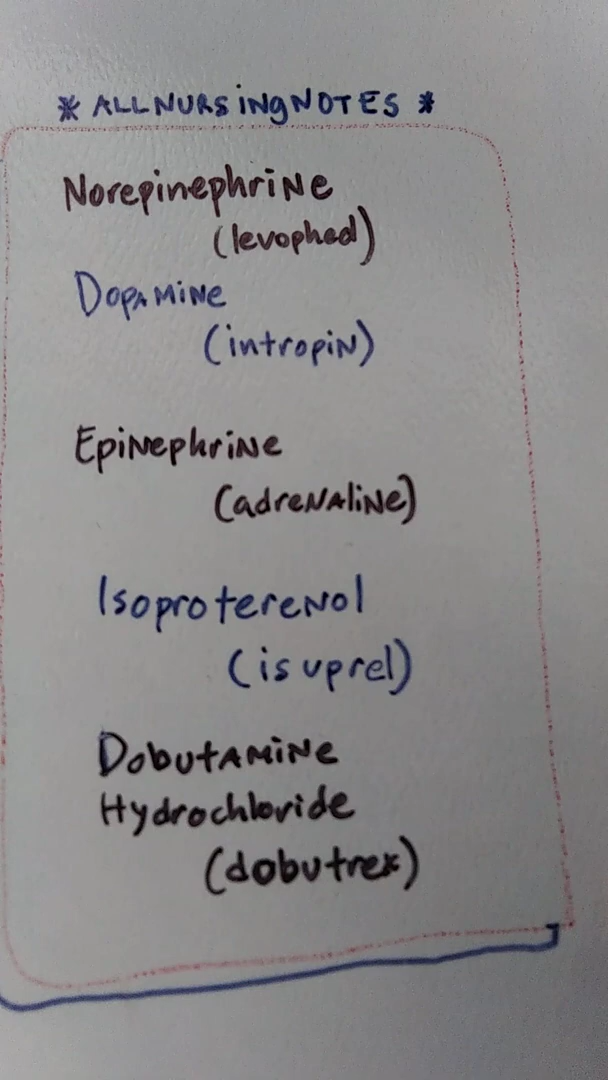 * ALLNURSiNgNOTES *
NorepinephriNe
(levophed)
DopAMiNe
(intropiN)
EpiNephriNe
(adreNAliNe)
IsoprotereNol
(isuprel)
DobutAMiNe
Hydrochloride
(dobutrex)